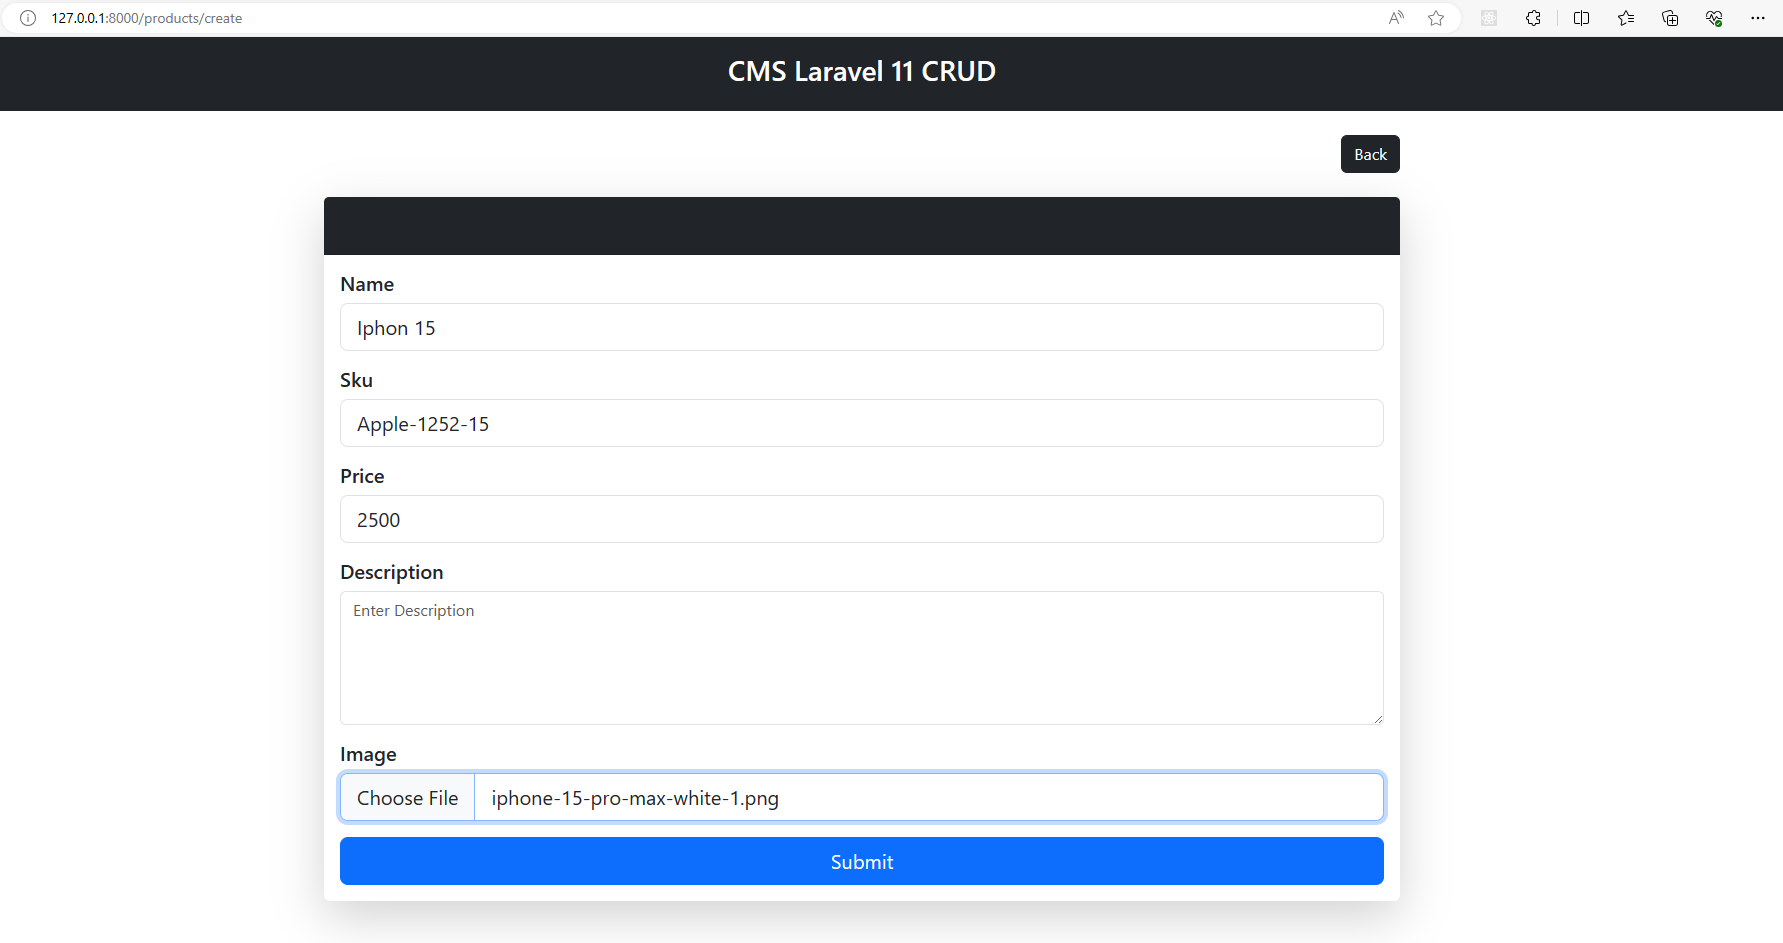 127.0.0.1:8000/products/create
CMS Laravel 11 CRUD
Back
Name
Iphon 15
Sku
Apple-1252-15
Price
2500
Description
Enter Description
Image
Choose File iphone-15-pro-max-white-1.png
Submit